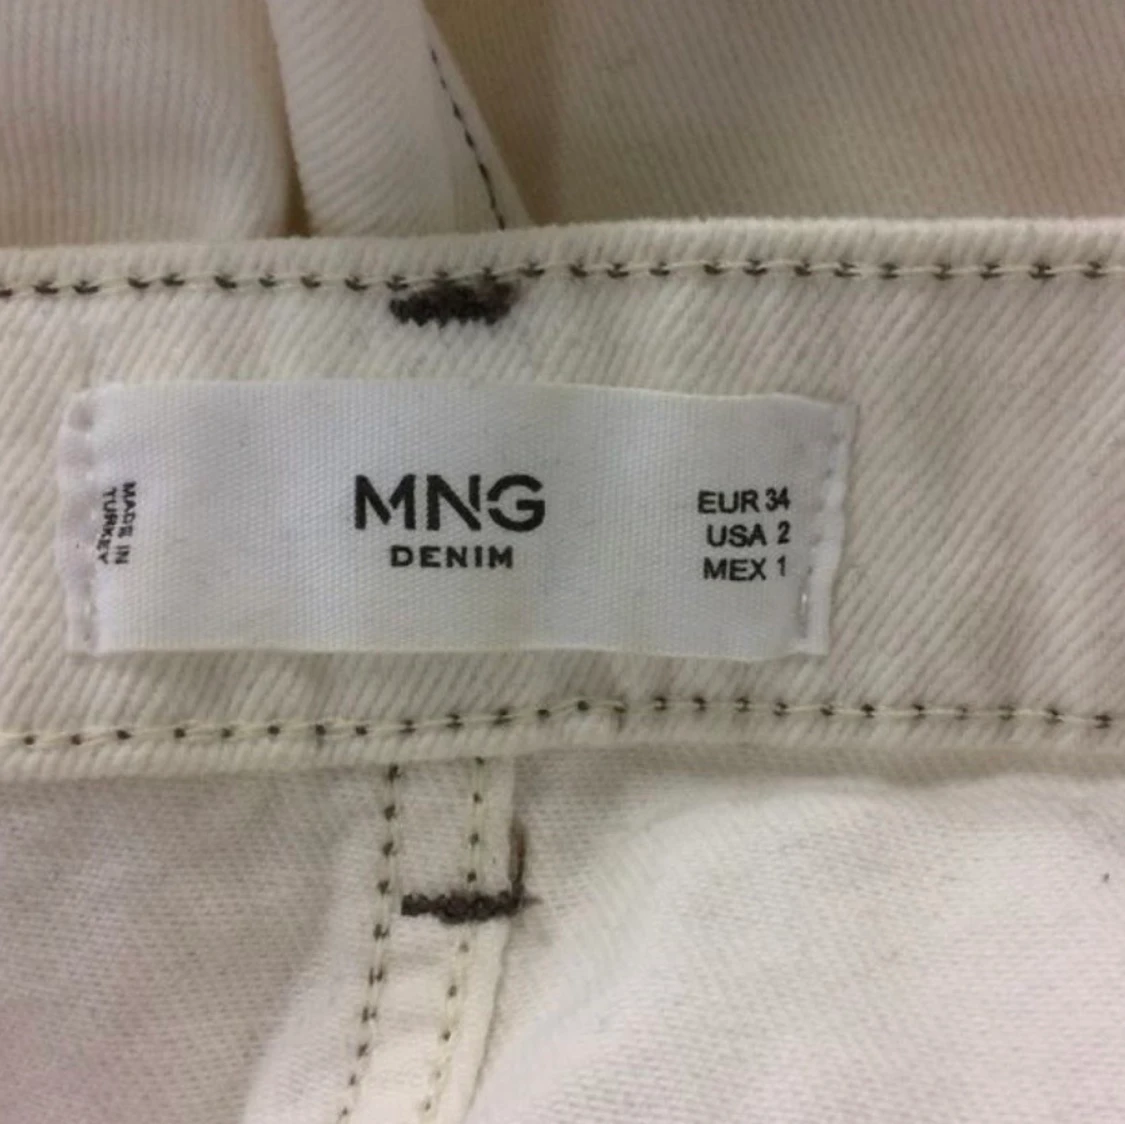 MADE IN
TURKEY
MNG
DENIM
EUR 34
USA 2
MEX 1